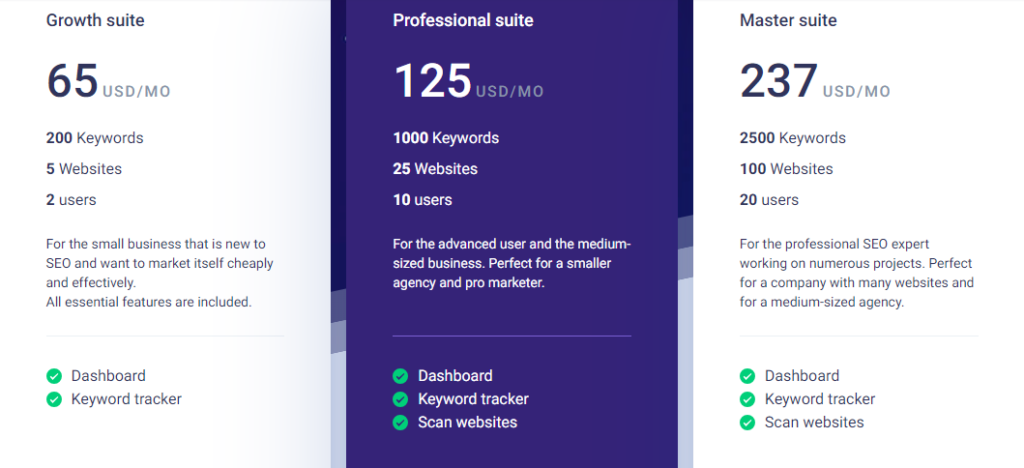 Growth suite
65 USD/MO
200 Keywords
5 Websites
2 users
For the small business that is new to
SEO and want to market itself cheaply
and effectively.
All essential features are included.
Dashboard
Keyword tracker
Professional suite
125 USD/MO
1000 Keywords
25 Websites
10 users
For the advanced user and the medium-
sized business. Perfect for a smaller
agency and pro marketer.
Dashboard
Keyword tracker
Scan websites
Master suite
237 USD/MO
2500 Keywords
100 Websites
20 users
For the professional SEO expert
working on numerous projects. Perfect
for a company with many websites and
for a medium-sized agency.
Dashboard
Keyword tracker
Scan websites